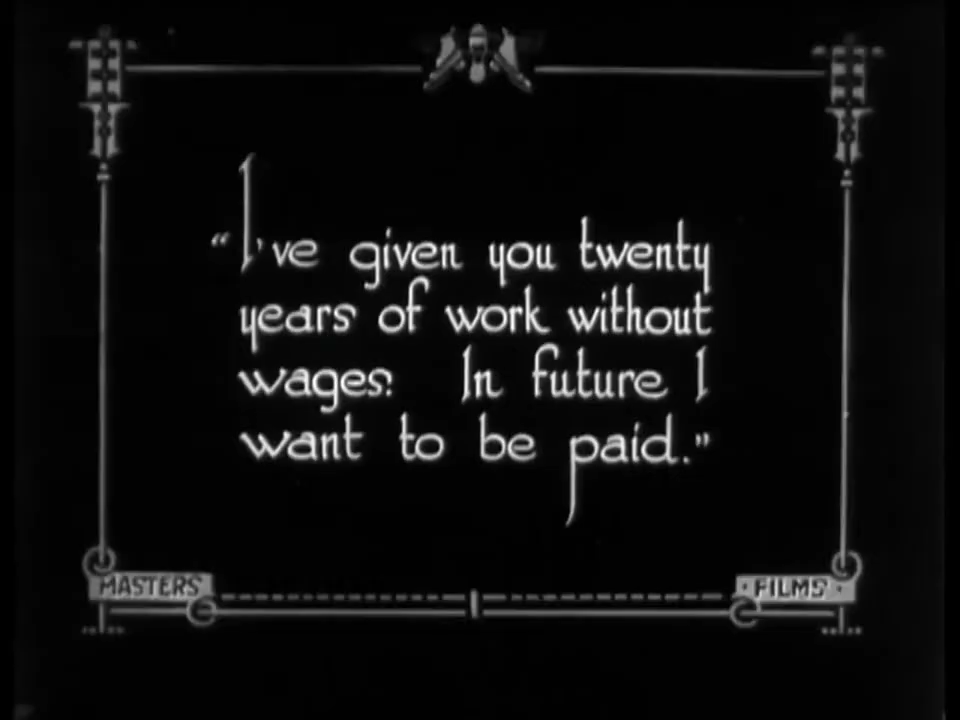 “I've given you twenty
years of work without
wages. In future I
want to be paid.”
MASTERS
FILMS